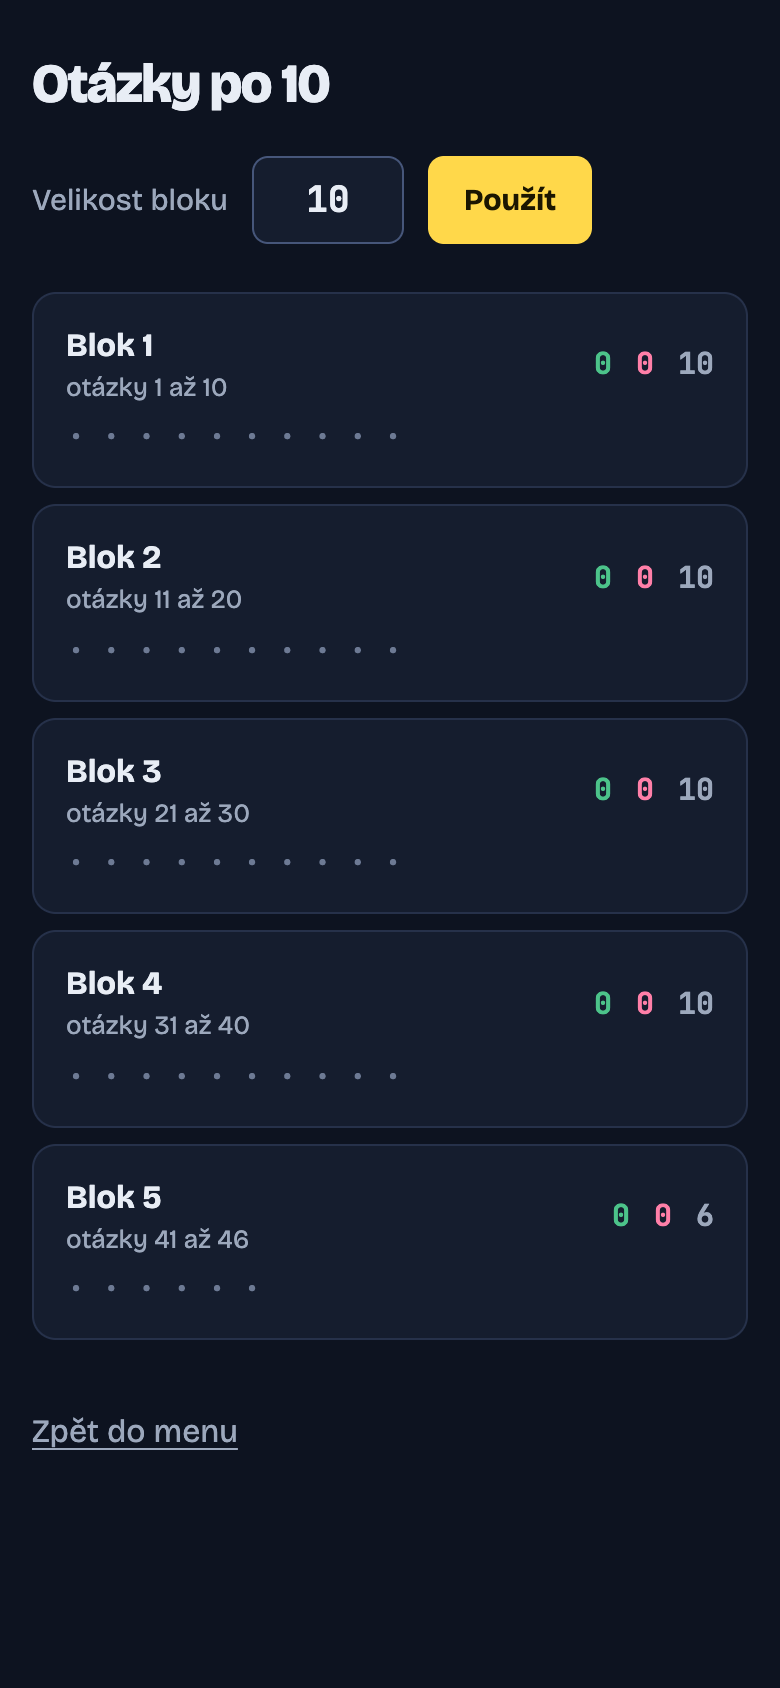 Otázky po 10
Velikost bloku 10 Použít
Blok 1
0 0 10
otázky 1 až 10
Blok 2
0 0 10
otázky 11 až 20
Blok 3
0 0 10
otázky 21 až 30
Blok 4
0 0 10
otázky 31 až 40
Blok 5
0 0 6
otázky 41 až 46
Zpět do menu